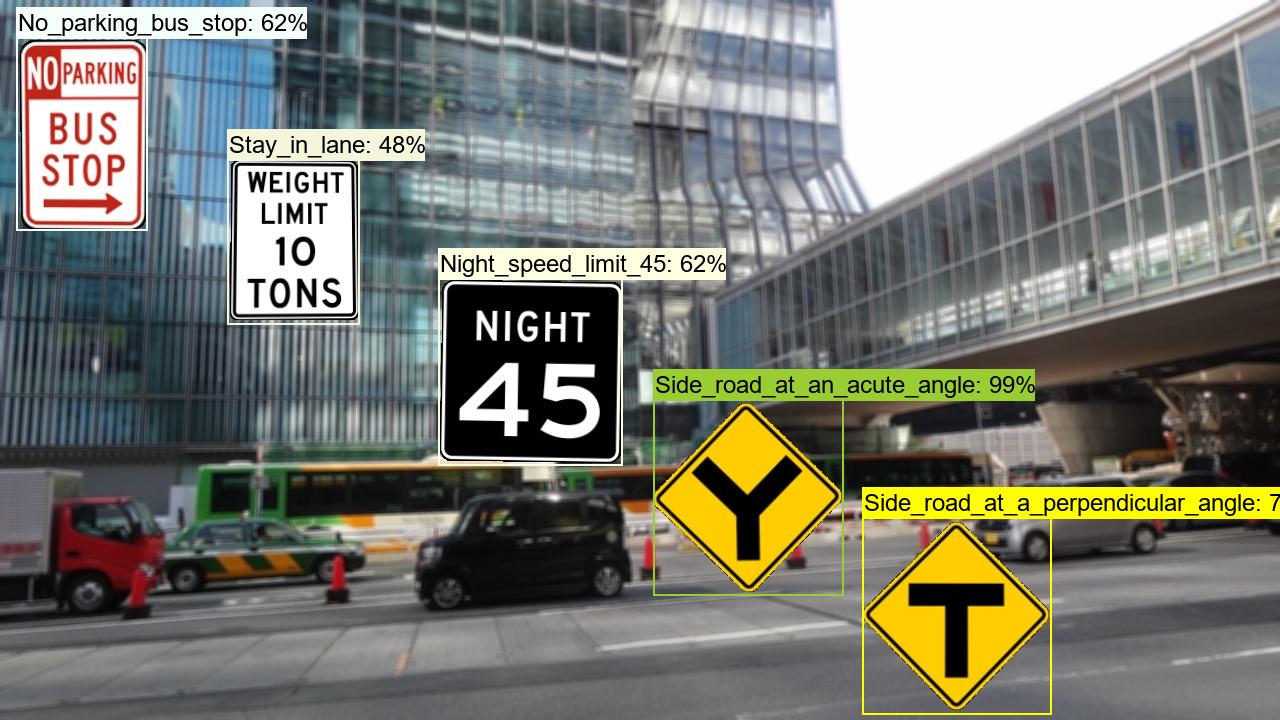 No_parking_bus_stop: 62%
NO PARKING
BUS
STOP
Stay_in_lane: 48%
WEIGHT
LIMIT
10
TONS
Night_speed_limit_45: 62%
NIGHT
45
Side_road_at_an_acute_angle: 99%
Side_road_at_a_perpendicular_angle: 7
T